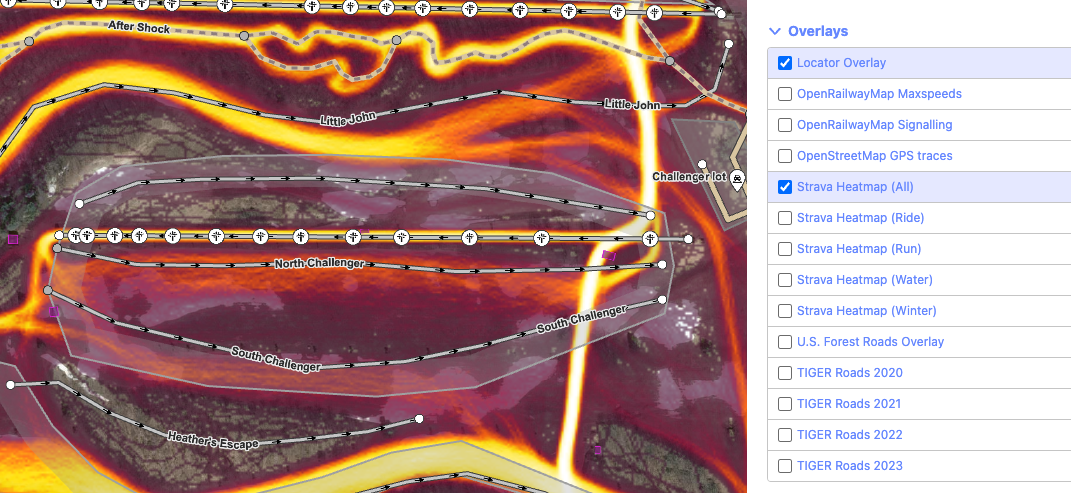 After Shock
Little John
Little John
Challenger lot
North Challenger
South Challenger
South Challenger
Heather's Escape
Overlays
Locator Overlay
OpenRailwayMap Maxspeeds
OpenRailwayMap Signalling
OpenStreetMap GPS traces
Strava Heatmap (All)
Strava Heatmap (Ride)
Strava Heatmap (Run)
Strava Heatmap (Water)
Strava Heatmap (Winter)
U.S. Forest Roads Overlay
TIGER Roads 2020
TIGER Roads 2021
TIGER Roads 2022
TIGER Roads 2023